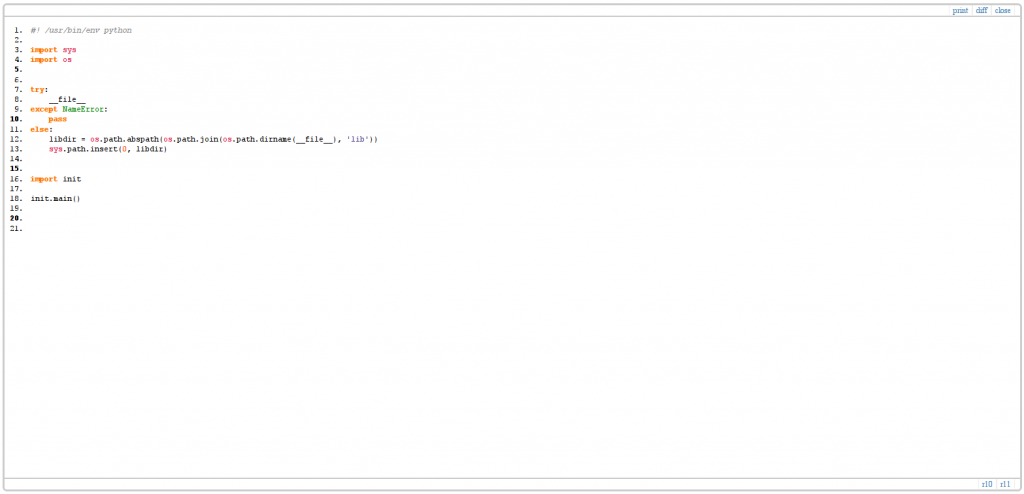 print diff close
1. #! /usr/bin/env python
2.
3. import sys
4. import os
5.
6.
7. try:
8.     __file__
9. except NameError:
10.     pass
11. else:
12.     libdir = os.path.abspath(os.path.join(os.path.dirname(__file__), 'lib'))
13.     sys.path.insert(0, libdir)
14.
15.
16. import init
17.
18. init.main()
19.
20.
21.
r10 r11